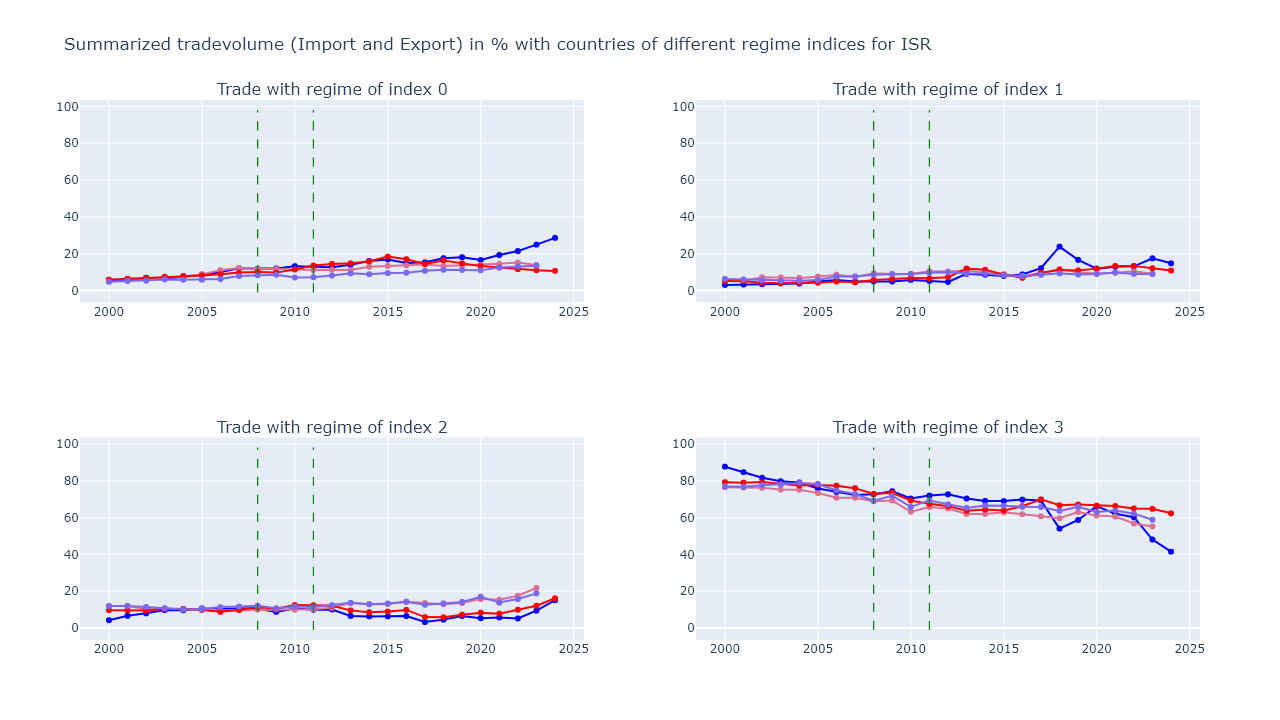 Summarized tradevolume (Import and Export) in % with countries of different regime indices for ISR
Trade with regime of index 0
100
80
60
40
20
0
2000 2005 2010 2015 2020 2025
Trade with regime of index 1
100
80
60
40
20
0
2000 2005 2010 2015 2020 2025
Trade with regime of index 2
100
80
60
40
20
0
2000 2005 2010 2015 2020 2025
Trade with regime of index 3
100
80
60
40
20
0
2000 2005 2010 2015 2020 2025